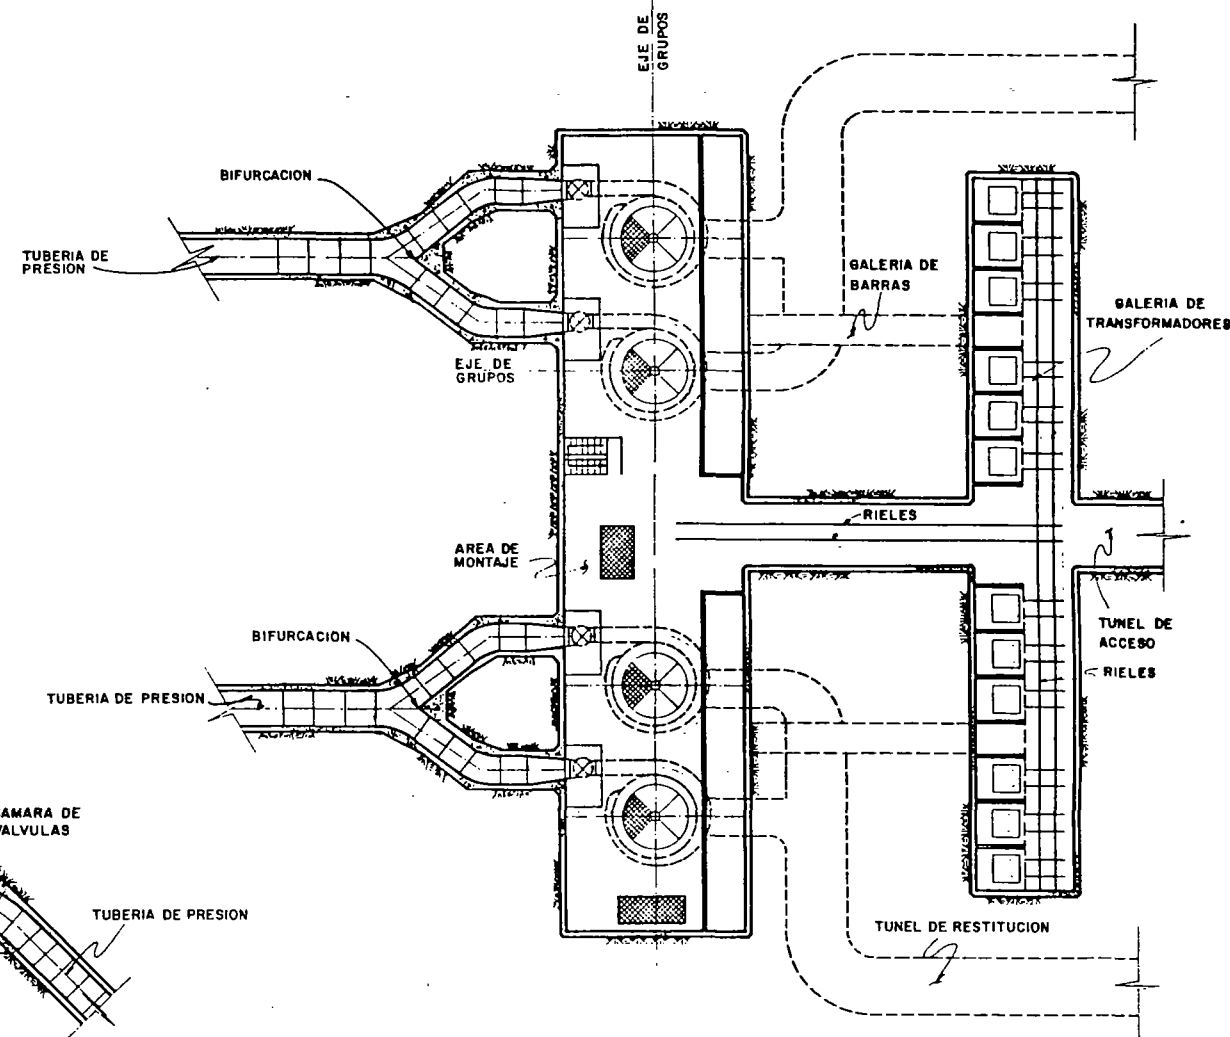 EJE DE
GRUPOS
BIFURCACION
TUBERIA DE
PRESION
GALERIA DE
BARRAS
GALERIA DE
TRANSFORMADORES
EJE DE
GRUPOS
RIELES
AREA DE
MONTAJE
TUNEL DE
ACCESO
BIFURCACION
RIELES
TUBERIA DE PRESION
AMARA DE
VALVULAS
TUBERIA DE PRESION
TUNEL DE RESTITUCION